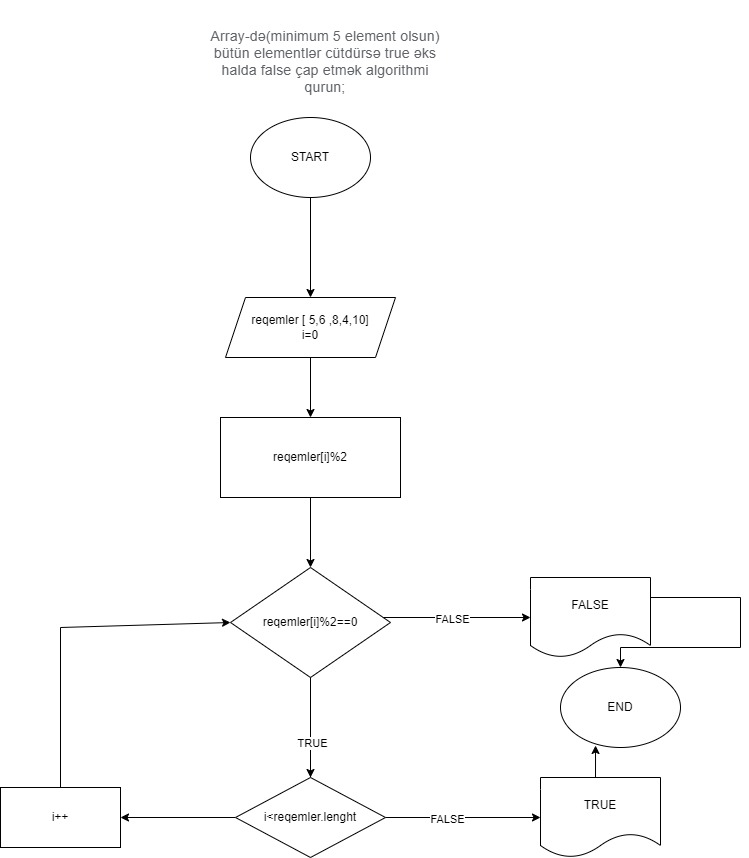 Array-də(minimum 5 element olsun)
bütün elementlər cütdürsə true əks
halda false çap etmək algorithmi
qurun;
START
reqemler [ 5,6 ,8,4,10]
i=0
reqemler[i]%2
reqemler[i]%2==0
FALSE
FALSE
END
TRUE
i++
i<reqemler.lenght
FALSE
TRUE